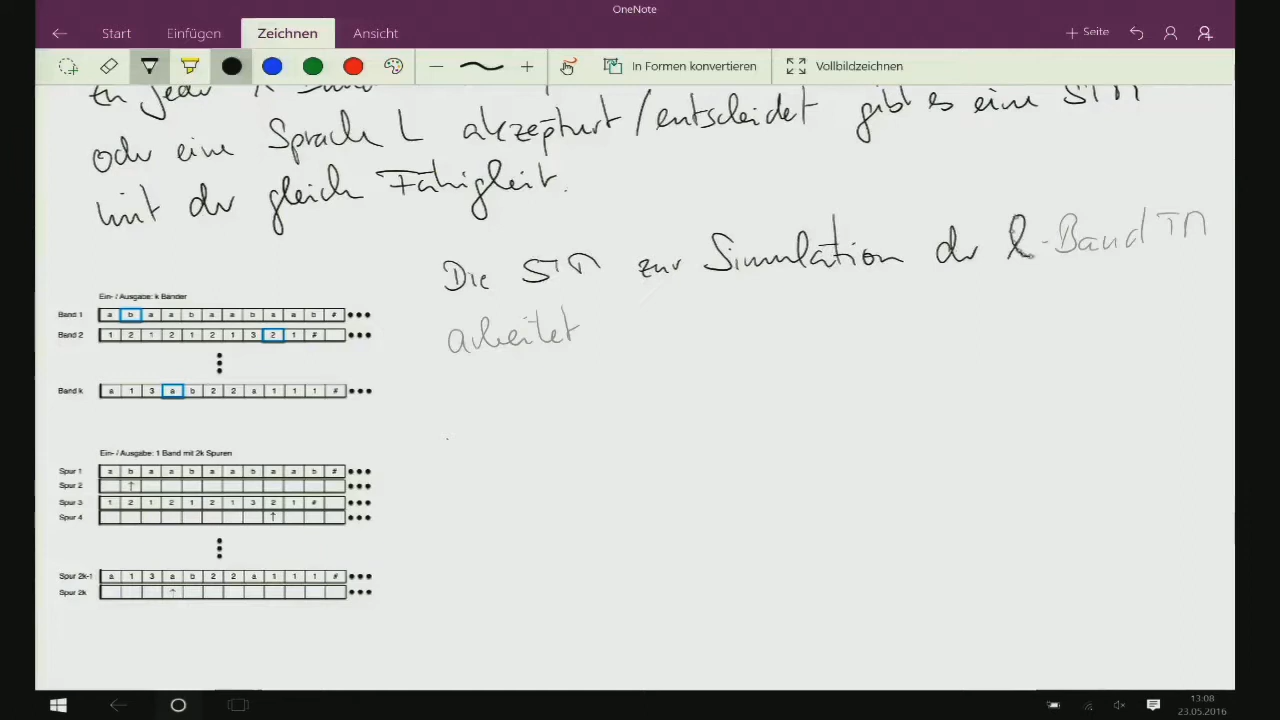 OneNote
Start Einfügen Zeichnen Ansicht
Seite
In Formen konvertieren Vollbildzeichnen
oder eine Sprache L akzeptiert/entscheidet gibt es eine STM
mit der gleich Fähigkeit.
Die STM zur Simulation der k-Band TM
arbeitet
Ein- / Ausgabe: k Bänder
Band 1 a b a a b a a b a a b #
Band 2 1 2 1 2 1 2 1 3 2 1 #
Band k a 1 3 a b 2 2 a 1 1 1 #
Ein- / Ausgabe: 1 Band mit 2k Spuren
Spur 1 a b a a b a a b a a b #
Spur 2 ↑
Spur 3 1 2 1 2 1 2 1 3 2 1 #
Spur 4 ↑
Spur 2k-1 a 1 3 a b 2 2 a 1 1 1 #
Spur 2k ↑
13:08
23.05.2016